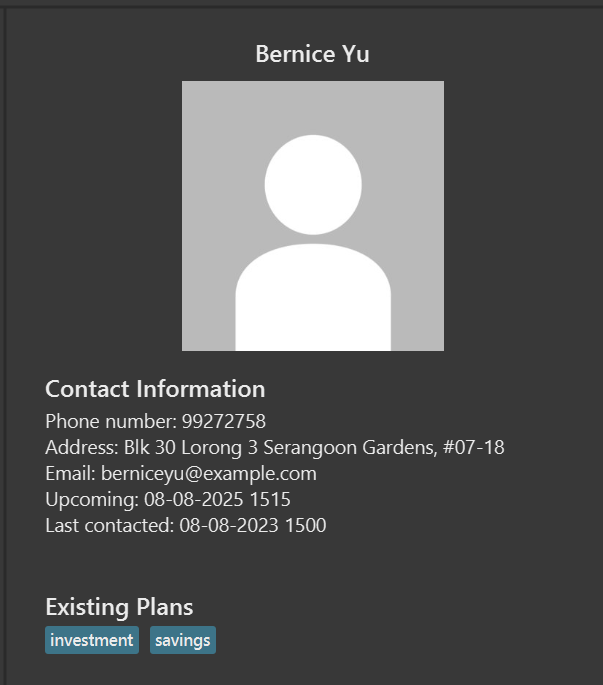 Bernice Yu
Contact Information
Phone number: 99272758
Address: Blk 30 Lorong 3 Serangoon Gardens, #07-18
Email: berniceyu@example.com
Upcoming: 08-08-2025 1515
Last contacted: 08-08-2023 1500
Existing Plans
investment savings